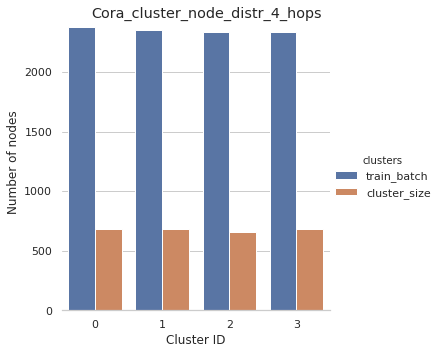 Cora_cluster_node_distr_4_hops
Number of nodes
2000
1500
1000
500
0
0 1 2 3
Cluster ID
clusters
train_batch
cluster_size